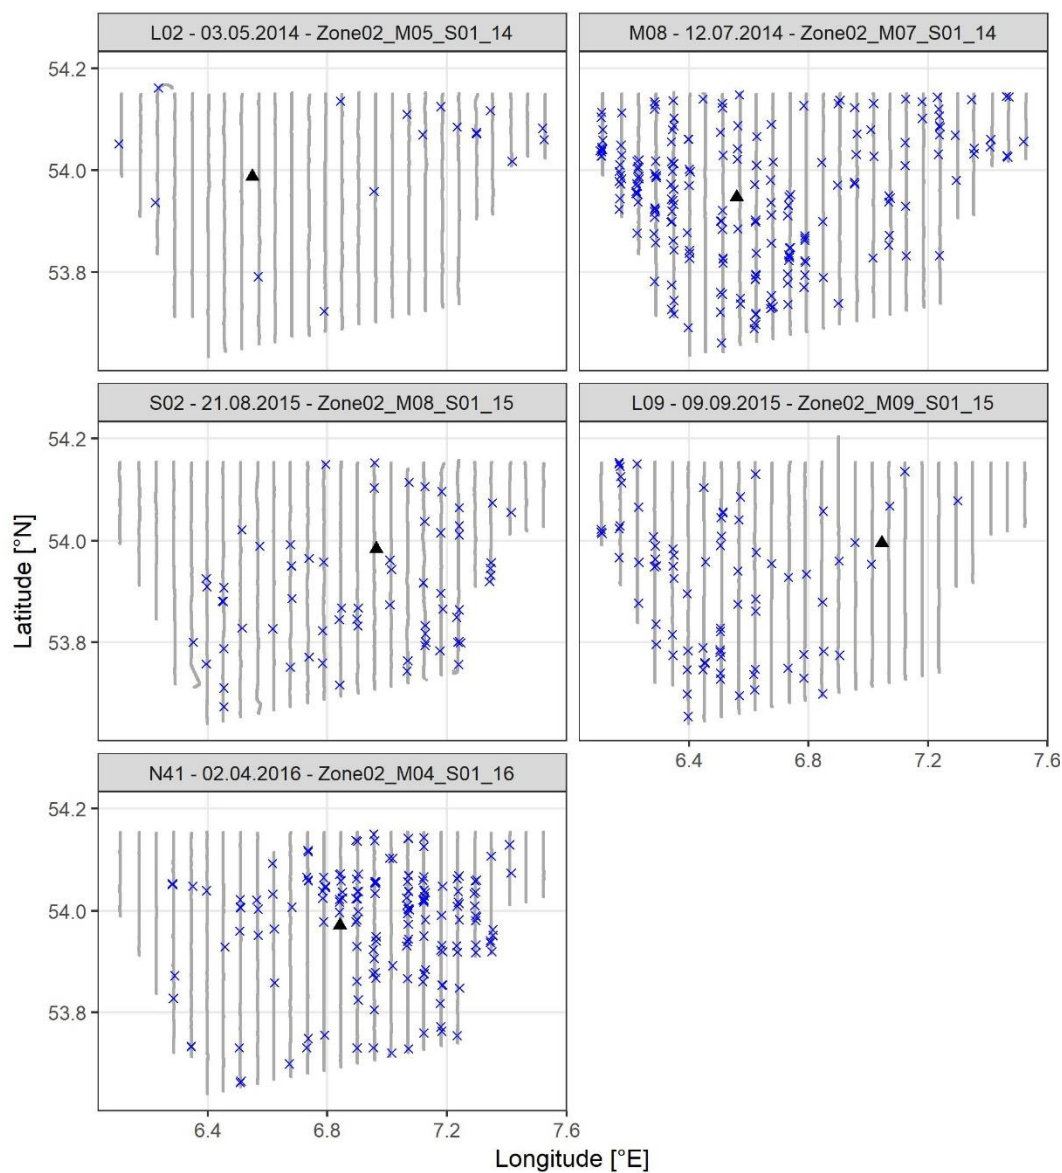 L02 - 03.05.2014 - Zone02_M05_S01_14
M08 - 12.07.2014 - Zone02_M07_S01_14
54.2
54.0
53.8
S02 - 21.08.2015 - Zone02_M08_S01_15
L09 - 09.09.2015 - Zone02_M09_S01_15
54.2
54.0
53.8
Latitude [°N]
6.4 6.8 7.2 7.6
N41 - 02.04.2016 - Zone02_M04_S01_16
54.2
54.0
53.8
6.4 6.8 7.2 7.6
Longitude [°E]